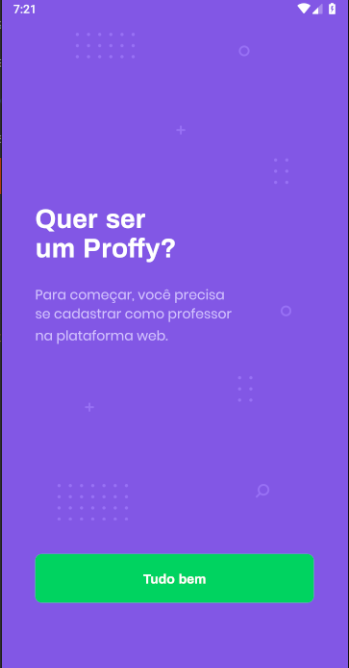 7:21
Quer ser
um Proffy?
Para começar, você precisa
se cadastrar como professor
na plataforma web.
Tudo bem